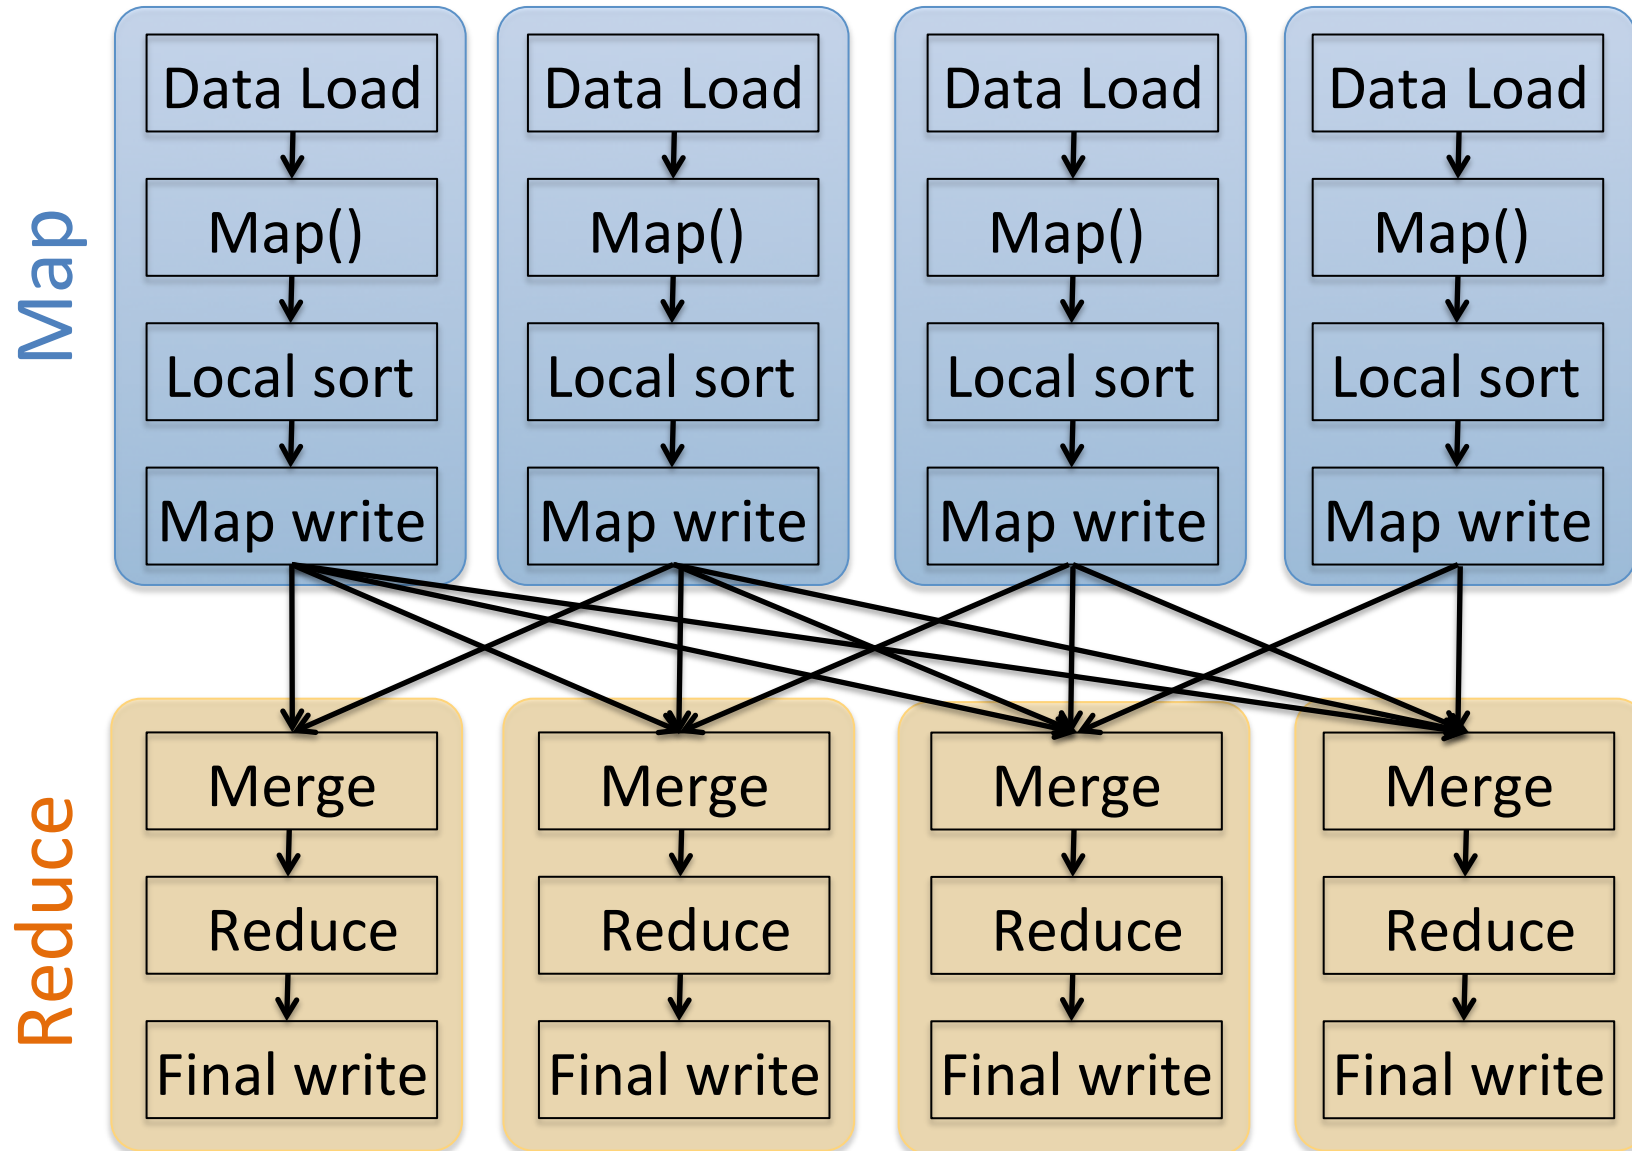 Map
Data Load
Data Load
Data Load
Data Load
Map()
Map()
Map()
Map()
Local sort
Local sort
Local sort
Local sort
Map write
Map write
Map write
Map write
Reduce
Merge
Merge
Merge
Merge
Reduce
Reduce
Reduce
Reduce
Final write
Final write
Final write
Final write